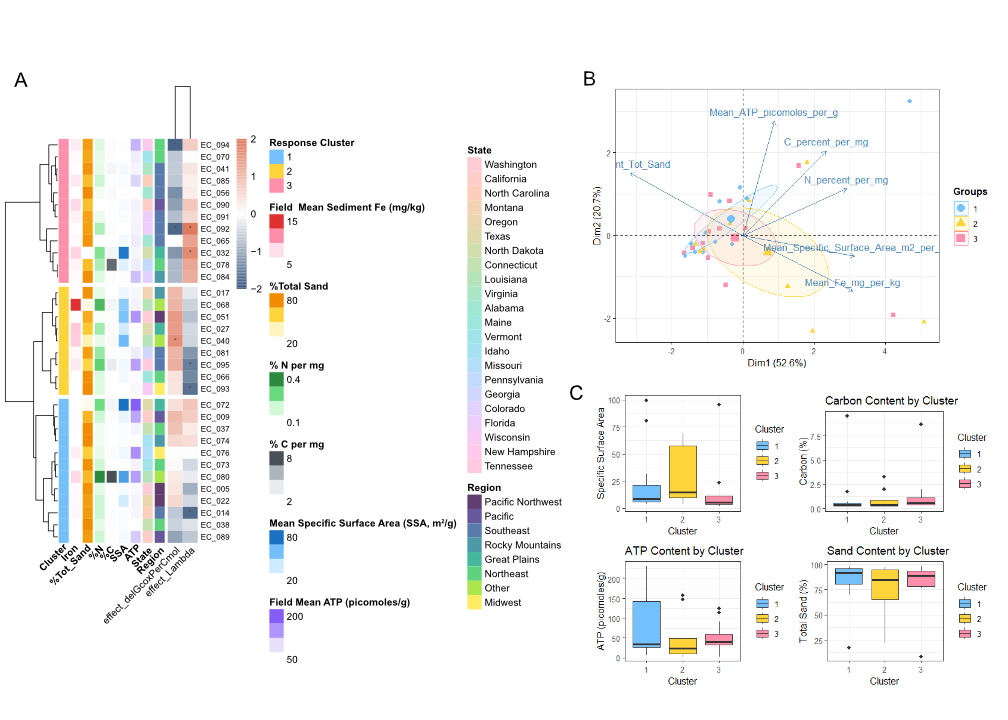 A
EC_094
EC_070
EC_041
EC_085
EC_056
EC_090
EC_091
EC_092
EC_065
EC_032
EC_078
EC_084
EC_017
EC_068
EC_051
EC_027
EC_040
EC_081
EC_095
EC_066
EC_093
EC_072
EC_009
EC_037
EC_074
EC_076
EC_073
EC_080
EC_005
EC_022
EC_014
EC_038
EC_089
Cluster
Iron
%Tot_Sand
%N
%C
SSA
ATP
State
Region
effect_delGcoxPerCmol
effect_Lambda
2
1
0
−1
−2
Response Cluster
1
2
3
Field Mean Sediment Fe (mg/kg)
15
5
%Total Sand
80
20
% N per mg
0.4
0.1
% C per mg
8
2
Mean Specific Surface Area (SSA, m²/g)
80
20
Field Mean ATP (picomoles/g)
200
50
State
Washington
California
North Carolina
Montana
Oregon
Texas
North Dakota
Connecticut
Louisiana
Virginia
Alabama
Maine
Vermont
Idaho
Missouri
Pennsylvania
Georgia
Colorado
Florida
Wisconsin
New Hampshire
Tennessee
Region
Pacific Northwest
Pacific
Southeast
Rocky Mountains
Great Plains
Northeast
Other
Midwest
B
Mean_ATP_picomoles_per_g
C_percent_per_mg
nt_Tot_Sand
N_percent_per_mg
Mean_Specific_Surface_Area_m2_per_
Mean_Fe_mg_per_kg
Dim2 (20.7%)
2
0
-2
-2
0
2
4
Dim1 (52.6%)
Groups
1
2
3
C
Specific Surface Area
100
75
50
25
0
1 2 3
Cluster
Cluster
1
2
3
Carbon Content by Cluster
Carbon (%)
7.5
5.0
2.5
0.0
1 2 3
Cluster
Cluster
1
2
3
ATP Content by Cluster
ATP (picomoles/g)
200
150
100
50
0
1 2 3
Cluster
Cluster
1
2
3
Sand Content by Cluster
Total Sand (%)
100
75
50
25
1 2 3
Cluster
Cluster
1
2
3